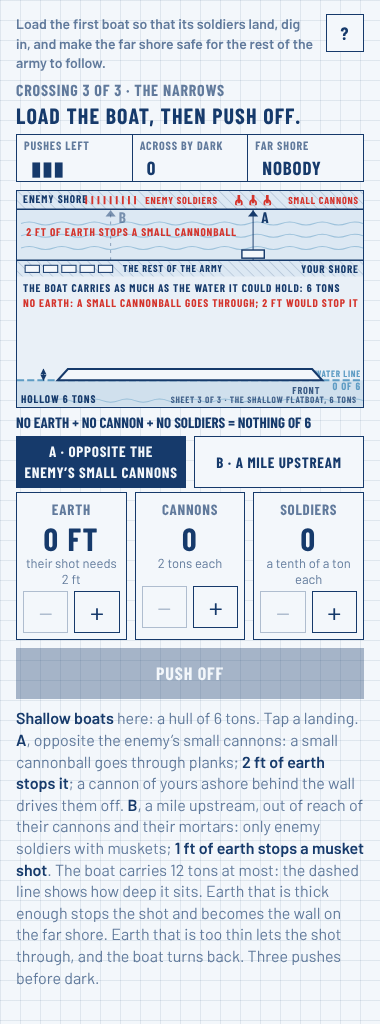 Load the first boat so that its soldiers land, dig
in, and make the far shore safe for the rest of the
army to follow.
?
CROSSING 3 OF 3 · THE NARROWS
LOAD THE BOAT, THEN PUSH OFF.
PUSHES LEFT
ACROSS BY DARK
0
FAR SHORE
NOBODY
ENEMY SHORE
ENEMY SOLDIERS
SMALL CANNONS
B
A
2 FT OF EARTH STOPS A SMALL CANNONBALL
THE REST OF THE ARMY
YOUR SHORE
THE BOAT CARRIES AS MUCH AS THE WATER IT COULD HOLD: 6 TONS
NO EARTH: A SMALL CANNONBALL GOES THROUGH; 2 FT WOULD STOP IT
WATER LINE
0 OF 6
FRONT
HOLLOW 6 TONS
SHEET 3 OF 3 · THE SHALLOW FLATBOAT, 6 TONS
NO EARTH + NO CANNON + NO SOLDIERS = NOTHING OF 6
A · OPPOSITE THE
ENEMY'S SMALL CANNONS
B · A MILE UPSTREAM
EARTH
0 FT
their shot needs
2 ft
−
+
CANNONS
0
2 tons each
−
+
SOLDIERS
0
a tenth of a ton
each
−
+
PUSH OFF
Shallow boats here: a hull of 6 tons. Tap a landing.
A, opposite the enemy's small cannons: a small
cannonball goes through planks; 2 ft of earth
stops it; a cannon of yours ashore behind the wall
drives them off. B, a mile upstream, out of reach of
their cannons and their mortars: only enemy
soldiers with muskets; 1 ft of earth stops a musket
shot. The boat carries 12 tons at most: the dashed
line shows how deep it sits. Earth that is thick
enough stops the shot and becomes the wall on
the far shore. Earth that is too thin lets the shot
through, and the boat turns back. Three pushes
before dark.